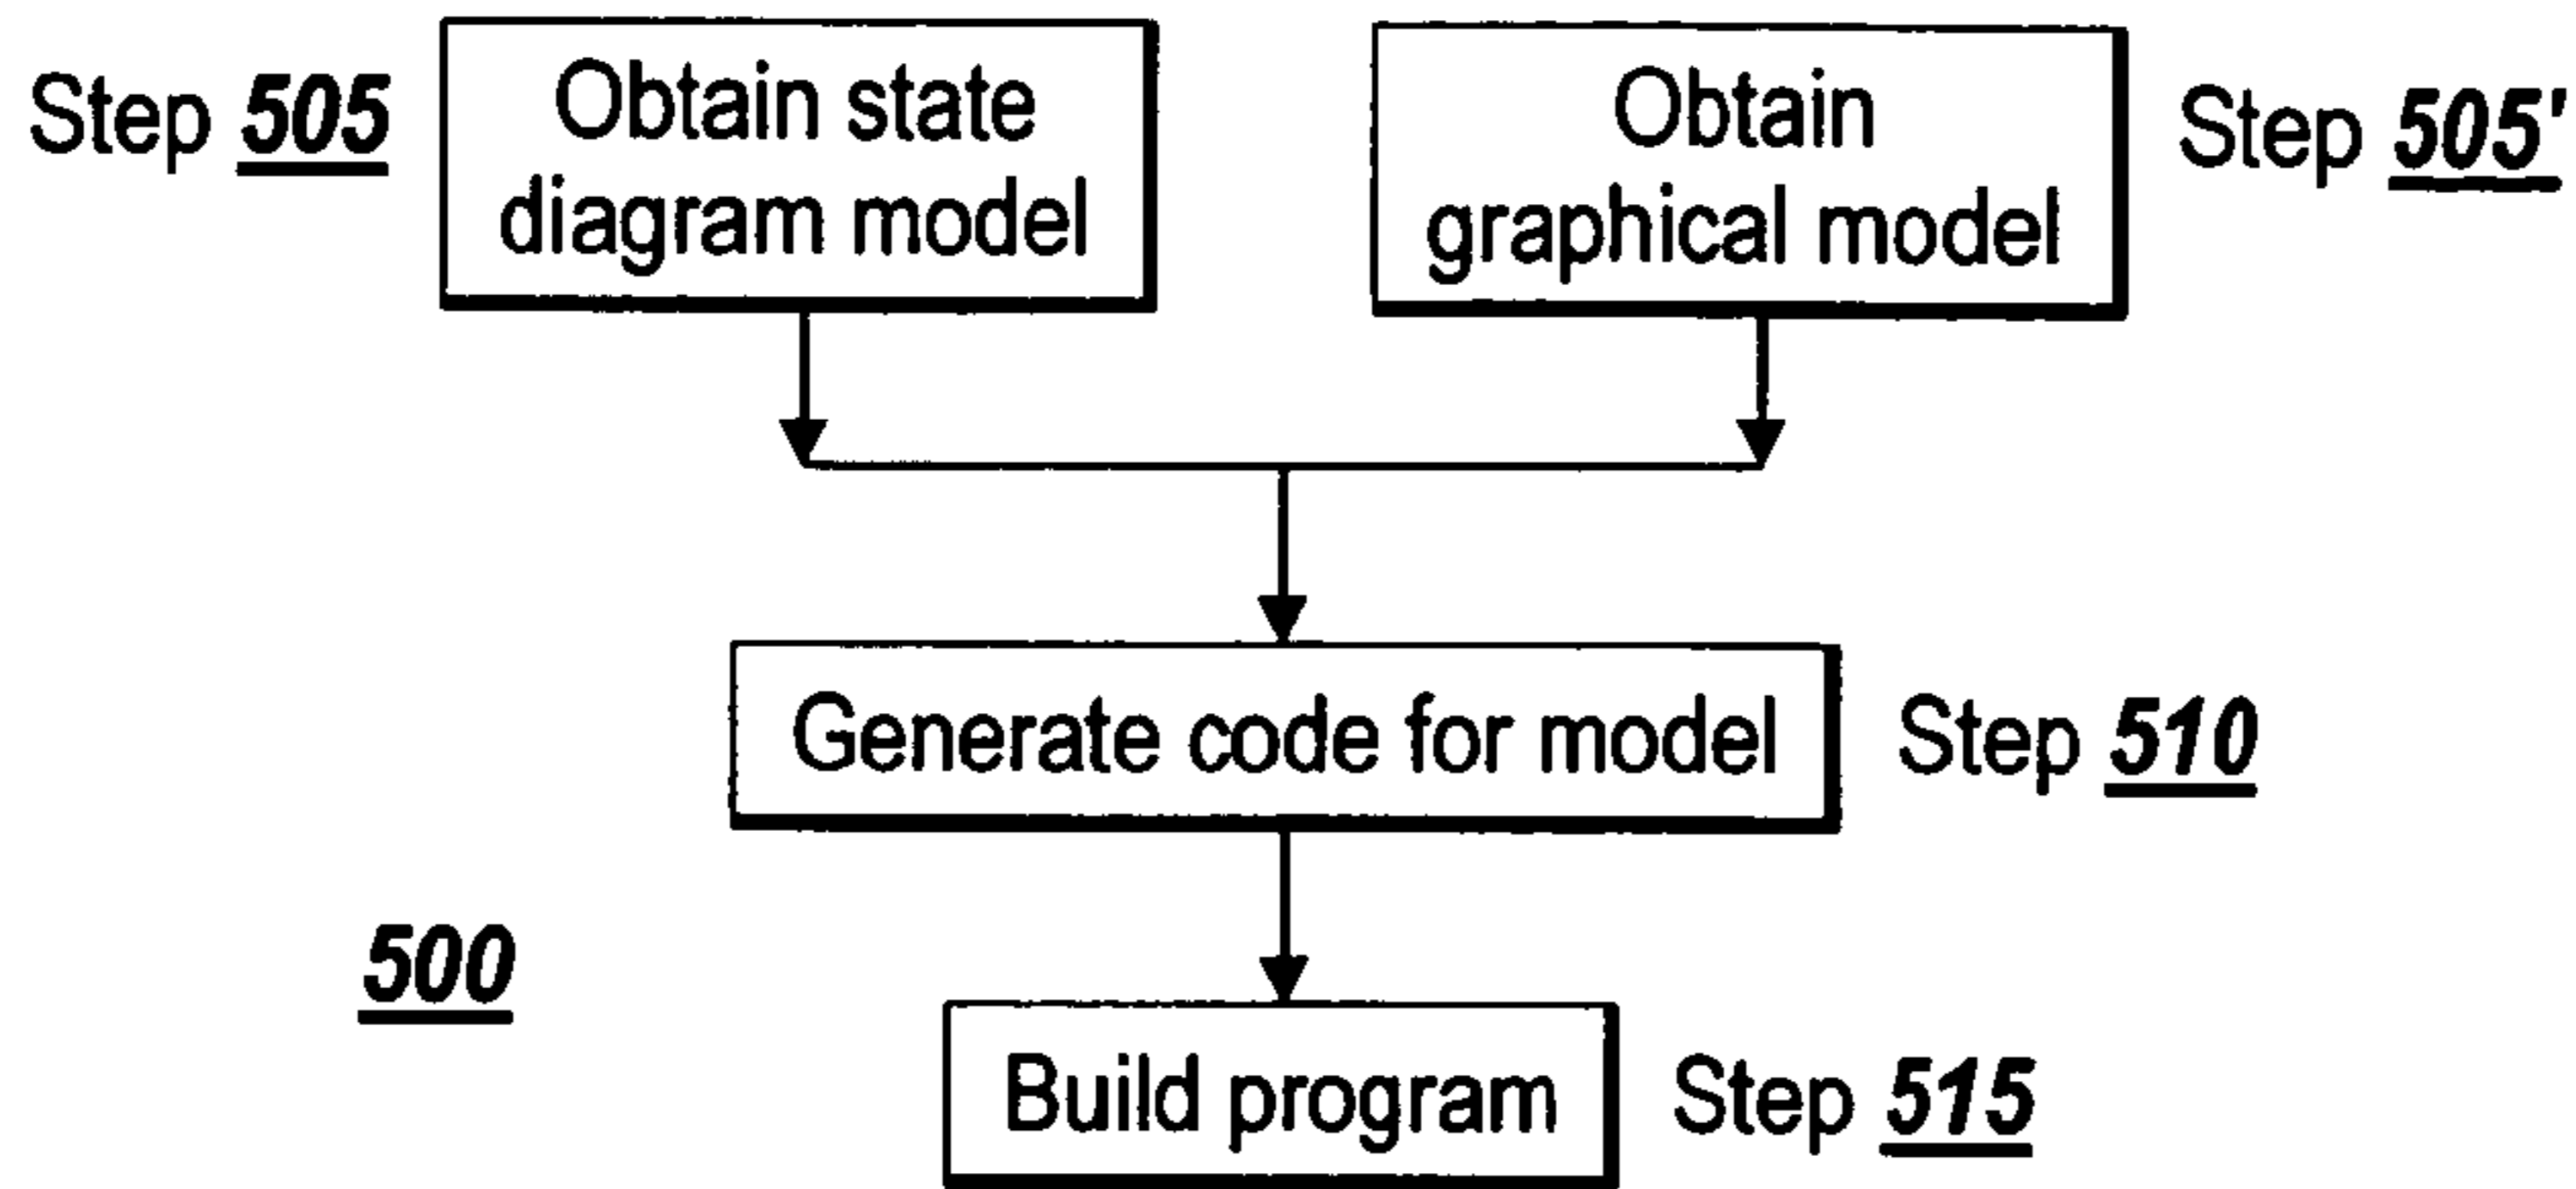 Step 505
Obtain state
diagram model
Obtain
graphical model
Step 505'
Generate code for model
Step 510
500
Build program
Step 515